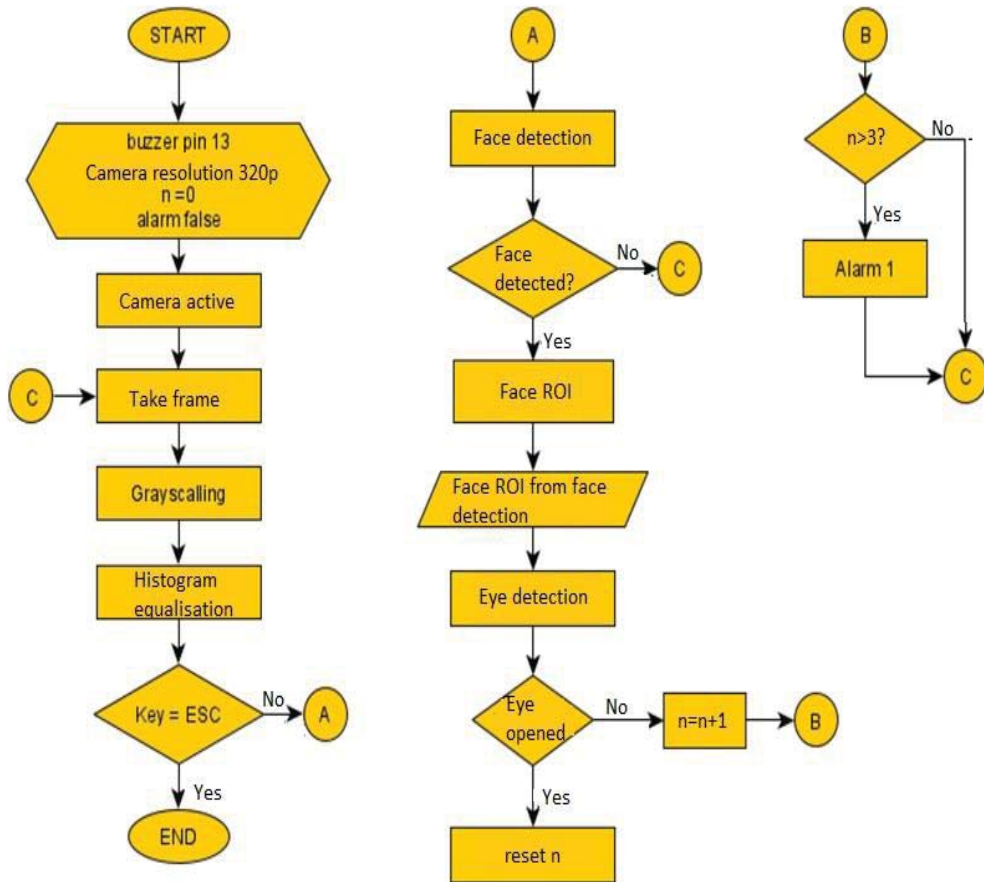 START
buzzer pin 13
Camera resolution 320p
n =0
alarm false
Camera active
C
Take frame
Grayscalling
Histogram
equalisation
Key = ESC
No
A
Yes
END
A
Face detection
Face
detected?
No
C
Yes
Face ROI
Face ROI from face
detection
Eye detection
Eye
opened
No
n=n+1
B
Yes
reset n
B
n>3?
No
Yes
Alarm 1
C